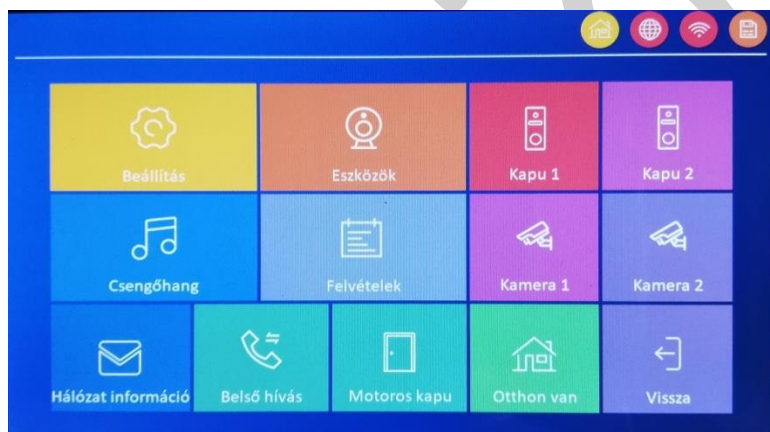 Beállítás
Eszközök
Kapu 1
Kapu 2
Csengőhang
Felvételek
Kamera 1
Kamera 2
Hálózat információ
Belső hívás
Motoros kapu
Otthon van
Vissza